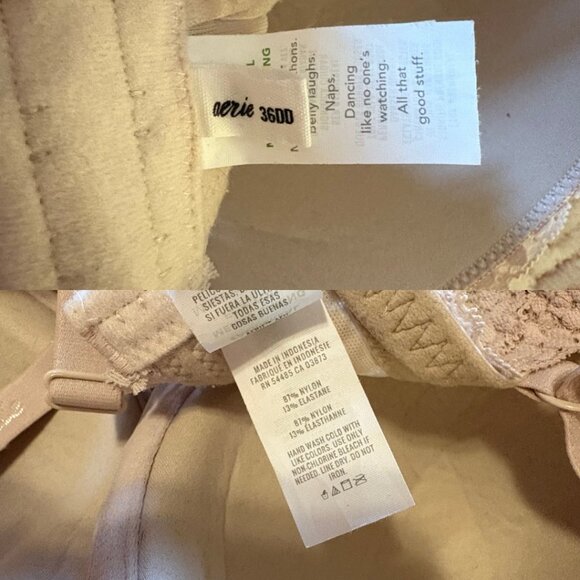 aerie 36DD
Belly laughs.
Naps.
Dancing
like no one's
watching.
All that
good stuff.
SIESTAS.
SI FUERA LA
TODAS ESAS
COSAS BUENAS
MADE IN INDONESIA
FABRIQUÉ EN INDONÉSIE
RN 54485 CA 03673
87% NYLON
13% ELASTANE
87% NYLON
13% ÉLASTHANNE
HAND WASH COLD WITH
LIKE COLORS. USE ONLY
NON-CHLORINE BLEACH IF
NEEDED. LINE DRY. DO NOT
IRON.